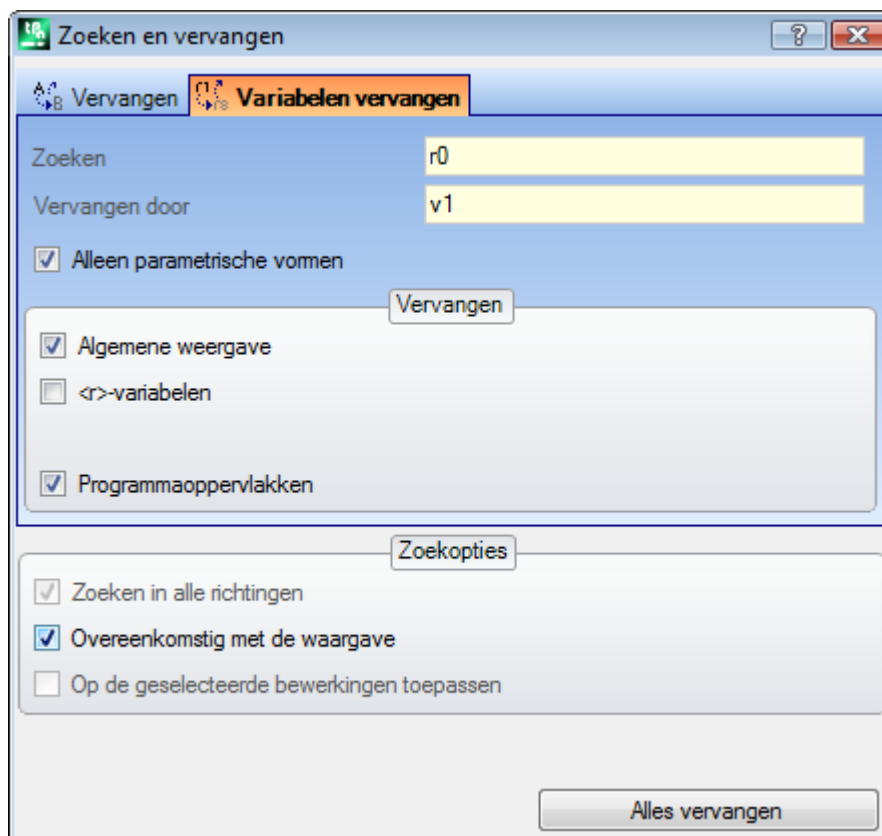 Zoeken en vervangen
Vervangen Variabelen vervangen
Zoeken r0
Vervangen door v1
Alleen parametrische vormen
Vervangen
Algemene weergave
<r>-variabelen
Programmaoppervlakken
Zoekopties
Zoeken in alle richtingen
Overeenkomstig met de waargave
Op de geselecteerde bewerkingen toepassen
Alles vervangen